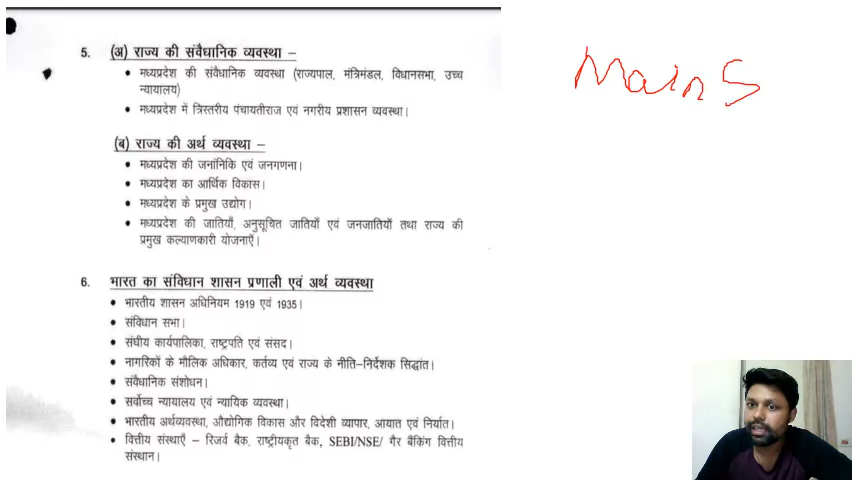 5. (अ) राज्य की संवैधानिक व्यवस्था –
• मध्यप्रदेश की संवैधानिक व्यवस्था (राज्यपाल, मंत्रिमंडल, विधानसभा, उच्च
न्यायालय)
• मध्यप्रदेश में त्रिस्तरीय पंचायतीराज एवं नगरीय प्रशासन व्यवस्था।
(ब) राज्य की अर्थ व्यवस्था –
• मध्यप्रदेश की जनांनिकि एवं जनगणना।
• मध्यप्रदेश का आर्थिक विकास।
• मध्यप्रदेश के प्रमुख उद्योग।
• मध्यप्रदेश की जातियाँ, अनुसूचित जातियाँ एवं जनजातियाँ तथा राज्य की
प्रमुख कल्याणकारी योजनाएँ।
6. भारत का संविधान शासन प्रणाली एवं अर्थ व्यवस्था
• भारतीय शासन अधिनियम 1919 एवं 1935।
• संविधान सभा।
• संघीय कार्यपालिका, राष्ट्रपति एवं संसद।
• नागरिकों के मौलिक अधिकार, कर्तव्य एवं राज्य के नीति–निर्देशक सिद्धांत।
• संवैधानिक संशोधन।
• सर्वोच्च न्यायालय एवं न्यायिक व्यवस्था।
• भारतीय अर्थव्यवस्था, औद्योगिक विकास और विदेशी व्यापार, आयात एवं निर्यात।
• वित्तीय संस्थाएँ – रिजर्व बैक, राष्ट्रीयकृत बैक, SEBI/NSE/ गैर बैंकिंग वित्तीय
संस्थान।
Mains